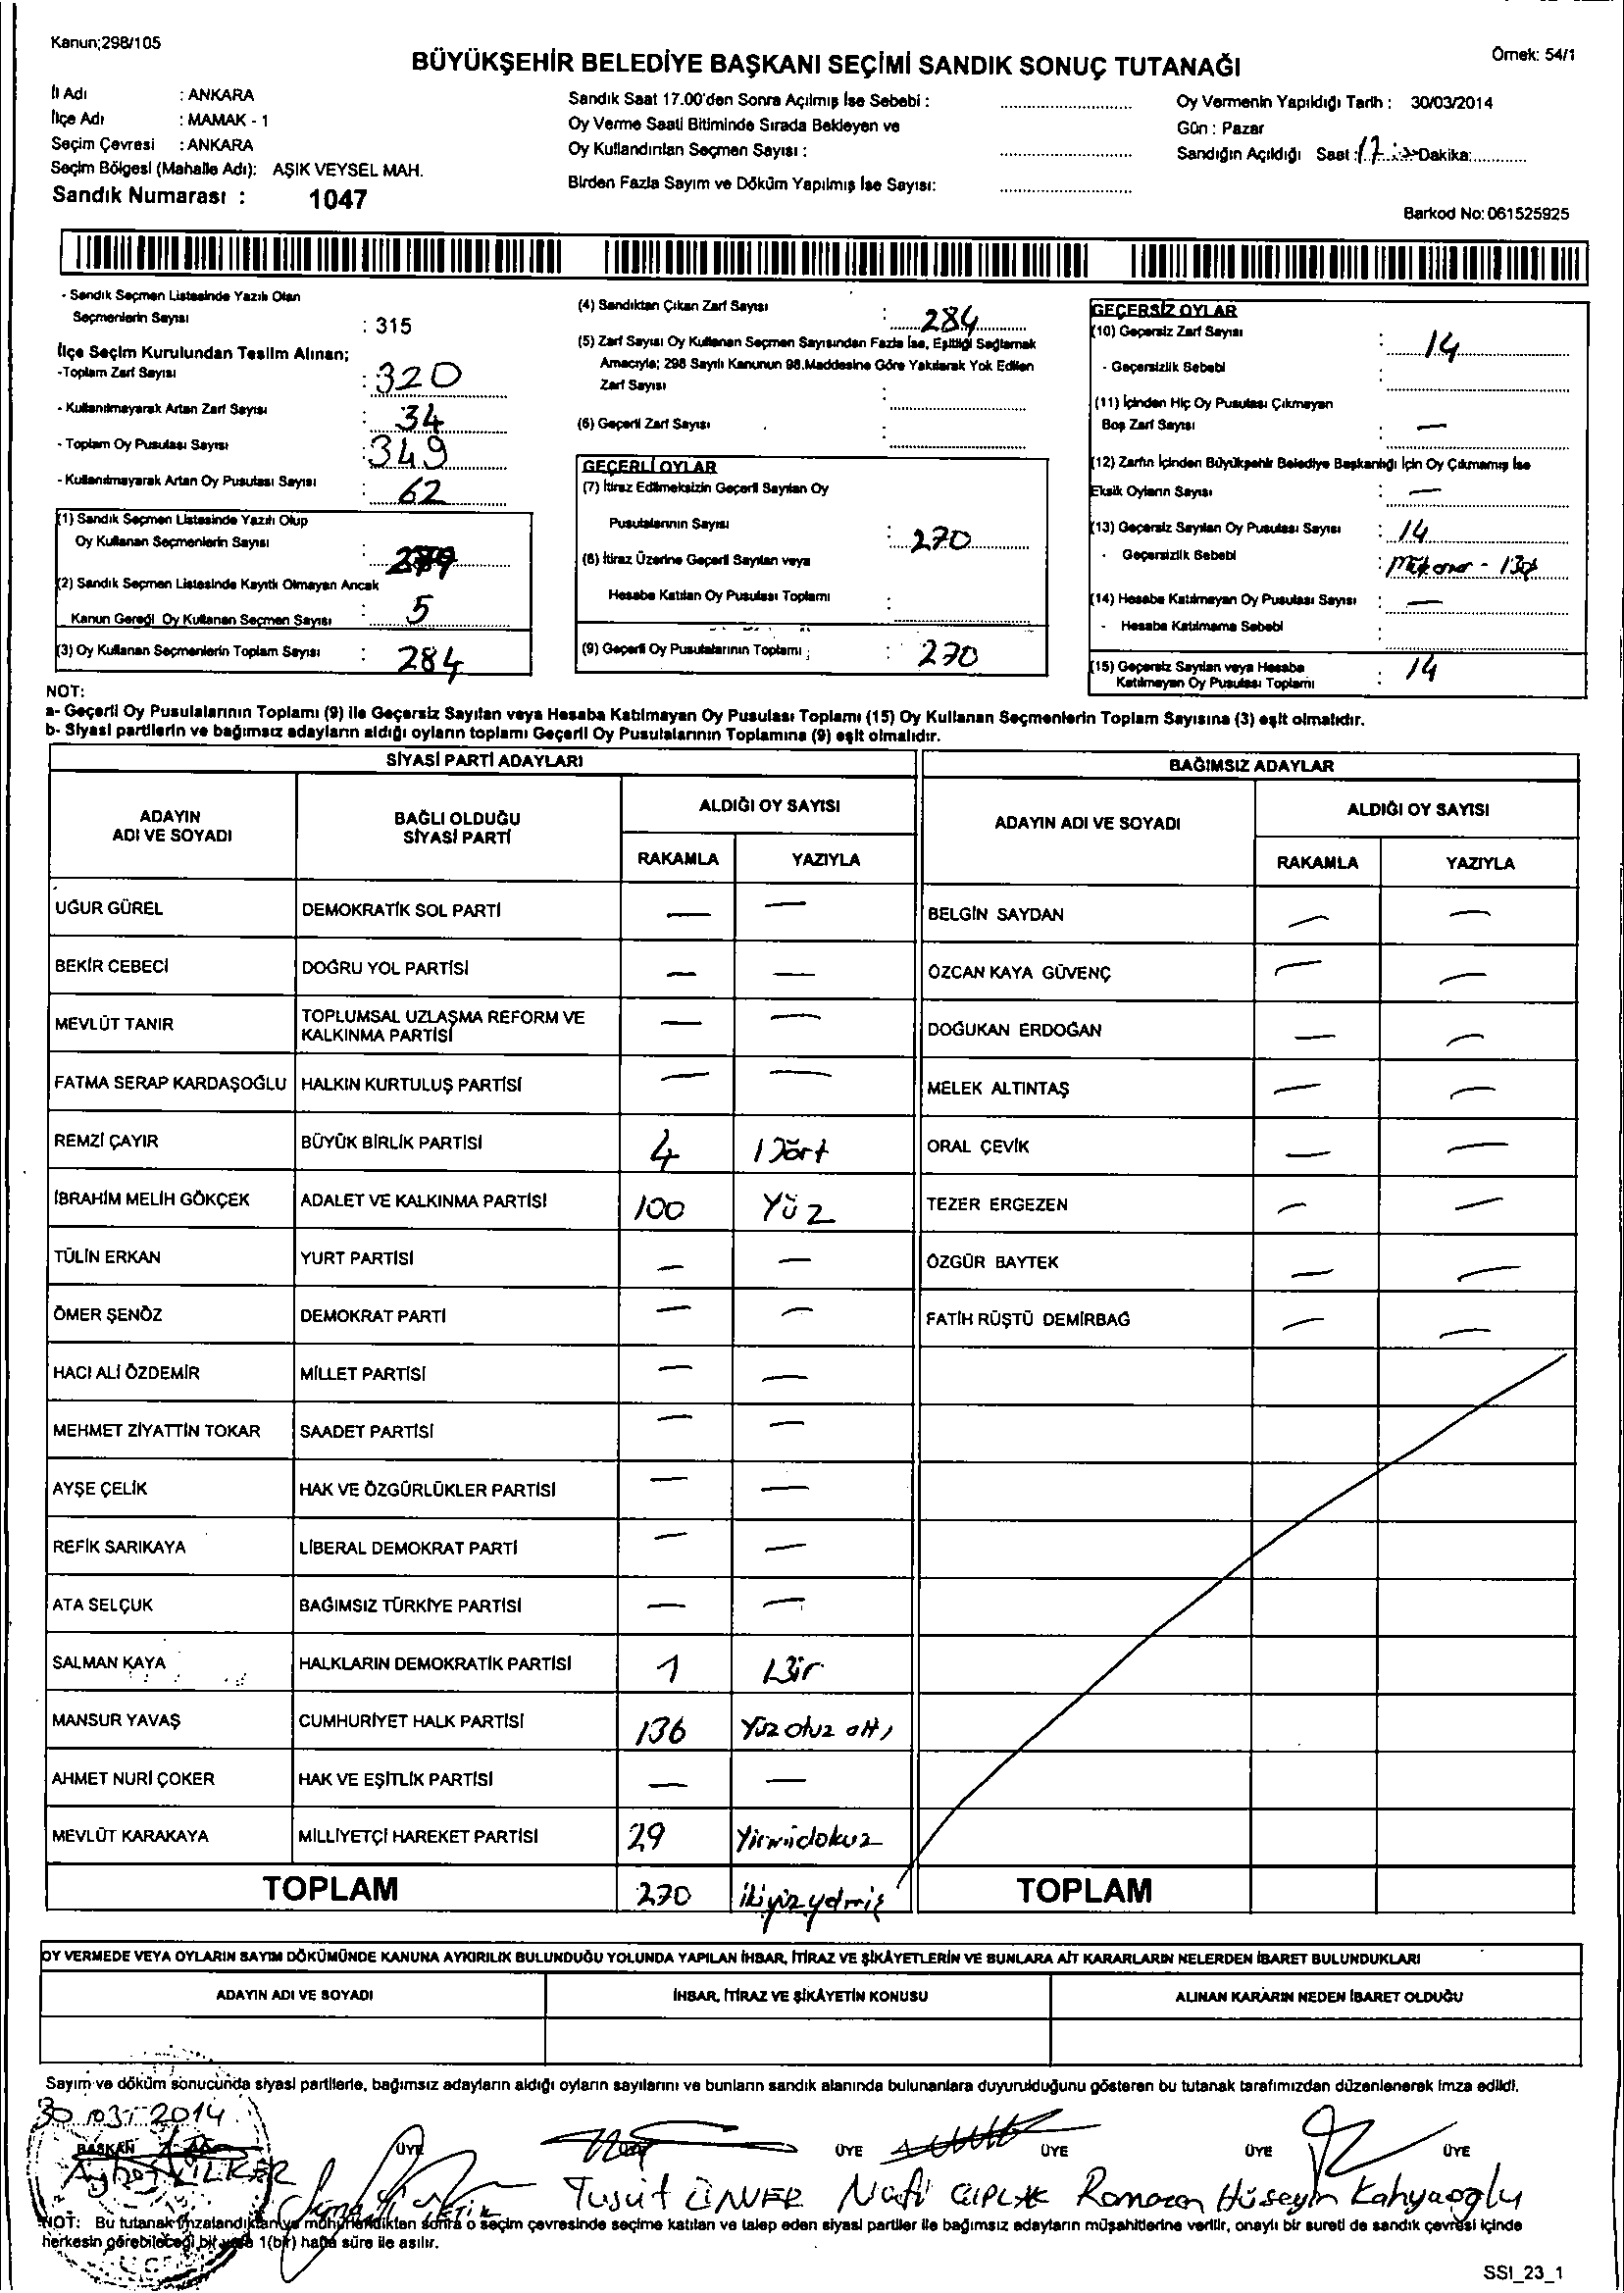 Kanun;298/105
Örnek: 54/1
BÜYÜKŞEHİR BELEDİYE BAŞKANI SEÇİMİ SANDIK SONUÇ TUTANAĞI
İl Adı : ANKARA
İlçe Adı : MAMAK - 1
Seçim Çevresi : ANKARA
Seçim Bölgesi (Mahalle Adı): AŞIK VEYSEL MAH.
Sandık Numarası : 1047
Sandık Saat 17.00'den Sonra Açılmış İse Sebebi :
Oy Verme Saati Bitiminde Sırada Bekleyen ve
Oy Kullandırılan Seçmen Sayısı :
Birden Fazla Sayım ve Döküm Yapılmış İse Sayısı:
Oy Vermenin Yapıldığı Tarih : 30/03/2014
Gün : Pazar
Sandığın Açıldığı Saat : 17 Dakika:
Barkod No: 061525925
- Sandık Seçmen Listesinde Yazılı Olan
Seçmenlerin Sayısı : 315
İlçe Seçim Kurulundan Teslim Alınan;
-Toplam Zarf Sayısı : 320
- Kullanılmayarak Artan Zarf Sayısı : 34
- Toplam Oy Pusulası Sayısı : 349
- Kullanılmayarak Artan Oy Pusulası Sayısı : 62
(1) Sandık Seçmen Listesinde Yazılı Olup
Oy Kullanan Seçmenlerin Sayısı : 279
(2) Sandık Seçmen Listesinde Kayıtlı Olmayan Ancak
Kanun Gereği Oy Kullanan Seçmen Sayısı : 5
(3) Oy Kullanan Seçmenlerin Toplam Sayısı : 284
(4) Sandıktan Çıkan Zarf Sayısı : 284
(5) Zarf Sayısı Oy Kullanan Seçmen Sayısından Fazla İse, Eşitliği Sağlamak
Amacıyla; 298 Sayılı Kanunun 98.Maddesine Göre Yakılarak Yok Edilen
Zarf Sayısı :
(6) Geçerli Zarf Sayısı :
GEÇERLİ OYLAR
(7) İtiraz Edilmeksizin Geçerli Sayılan Oy
Pusulalarının Sayısı : 270
(8) İtiraz Üzerine Geçerli Sayılan veya
Hesaba Katılan Oy Pusulası Toplamı :
(9) Geçerli Oy Pusulalarının Toplamı : 270
GEÇERSİZ OYLAR
(10) Geçersiz Zarf Sayısı : 14
- Geçersizlik Sebebi :
(11) İçinden Hiç Oy Pusulası Çıkmayan
Boş Zarf Sayısı : —
(12) Zarfın İçinden Büyükşehir Belediye Başkanlığı İçin Oy Çıkmamış İse
Eksik Oyların Sayısı : —
(13) Geçersiz Sayılan Oy Pusulası Sayısı : 14
- Geçersizlik Sebebi :
(14) Hesaba Katılmayan Oy Pusulası Sayısı : —
- Hesaba Katılmama Sebebi :
(15) Geçersiz Sayılan veya Hesaba
Katılmayan Oy Pusulası Toplamı : 14
NOT:
a- Geçerli Oy Pusulalarının Toplamı (9) ile Geçersiz Sayılan veya Hesaba Katılmayan Oy Pusulası Toplamı (15) Oy Kullanan Seçmenlerin Toplam Sayısına (3) eşit olmalıdır.
b- Siyasi partilerin ve bağımsız adayların aldığı oyların toplamı Geçerli Oy Pusulalarının Toplamına (9) eşit olmalıdır.
SİYASİ PARTİ ADAYLARI
ADAYIN ADI VE SOYADI
BAĞLI OLDUĞU SİYASİ PARTİ
ALDIĞI OY SAYISI
RAKAMLA YAZIYLA
UĞUR GÜREL DEMOKRATİK SOL PARTİ — —
BEKİR CEBECİ DOĞRU YOL PARTİSİ — —
MEVLÜT TANIR TOPLUMSAL UZLAŞMA REFORM VE KALKINMA PARTİSİ — —
FATMA SERAP KARDAŞOĞLU HALKIN KURTULUŞ PARTİSİ — —
REMZİ ÇAYIR BÜYÜK BİRLİK PARTİSİ 4 Dört
İBRAHİM MELİH GÖKÇEK ADALET VE KALKINMA PARTİSİ 100 Yüz
TÜLİN ERKAN YURT PARTİSİ — —
ÖMER ŞENÖZ DEMOKRAT PARTİ — —
HACI ALİ ÖZDEMİR MİLLET PARTİSİ — —
MEHMET ZİYATTİN TOKAR SAADET PARTİSİ — —
AYŞE ÇELİK HAK VE ÖZGÜRLÜKLER PARTİSİ — —
REFİK SARIKAYA LİBERAL DEMOKRAT PARTİ — —
ATA SELÇUK BAĞIMSIZ TÜRKİYE PARTİSİ — —
SALMAN KAYA HALKLARIN DEMOKRATİK PARTİSİ 1 Bir
MANSUR YAVAŞ CUMHURİYET HALK PARTİSİ 136 Yüz otuz altı
AHMET NURİ ÇOKER HAK VE EŞİTLİK PARTİSİ — —
MEVLÜT KARAKAYA MİLLİYETÇİ HAREKET PARTİSİ 29 Yirmidokuz
TOPLAM 270 ikiyüzydmiş
BAĞIMSIZ ADAYLAR
ADAYIN ADI VE SOYADI
ALDIĞI OY SAYISI
RAKAMLA YAZIYLA
BELGİN SAYDAN — —
ÖZCAN KAYA GÜVENÇ — —
DOĞUKAN ERDOĞAN — —
MELEK ALTINTAŞ — —
ORAL ÇEVİK — —
TEZER ERGEZEN — —
ÖZGÜR BAYTEK — —
FATİH RÜŞTÜ DEMİRBAĞ — —
TOPLAM
OY VERMEDE VEYA OYLARIN SAYIM DÖKÜMÜNDE KANUNA AYKIRILIK BULUNDUĞU YOLUNDA YAPILAN İHBAR, İTİRAZ VE ŞİKÂYETLERİN VE BUNLARA AİT KARARLARIN NELERDEN İBARET BULUNDUKLARI
ADAYIN ADI VE SOYADI
İHBAR, İTİRAZ VE ŞİKÂYETİN KONUSU
ALINAN KARARIN NEDEN İBARET OLDUĞU
Sayım ve döküm sonucunda siyasi partilerle, bağımsız adayların aldığı oyların sayılarını ve bunların sandık alanında bulunanlara duyurulduğunu gösteren bu tutanak tarafımızdan düzenlenerek imza edildi.
30 / 03 / 2014
BAŞKAN ÜYE ÜYE ÜYE ÜYE ÜYE ÜYE
Yusuf ÜNVER Ramazan Hüseyin Kahyaoglu
NOT: Bu tutanak imzalandıktan ve mühürlendikten sonra o seçim çevresinde seçime katılan ve talep eden siyasi partiler ile bağımsız adayların müşahitlerine verilir, onaylı bir sureti de sandık çevresi içinde
herkesin görebileceği bir yere 1(bir) hafta süre ile asılır.
SSI_23_1